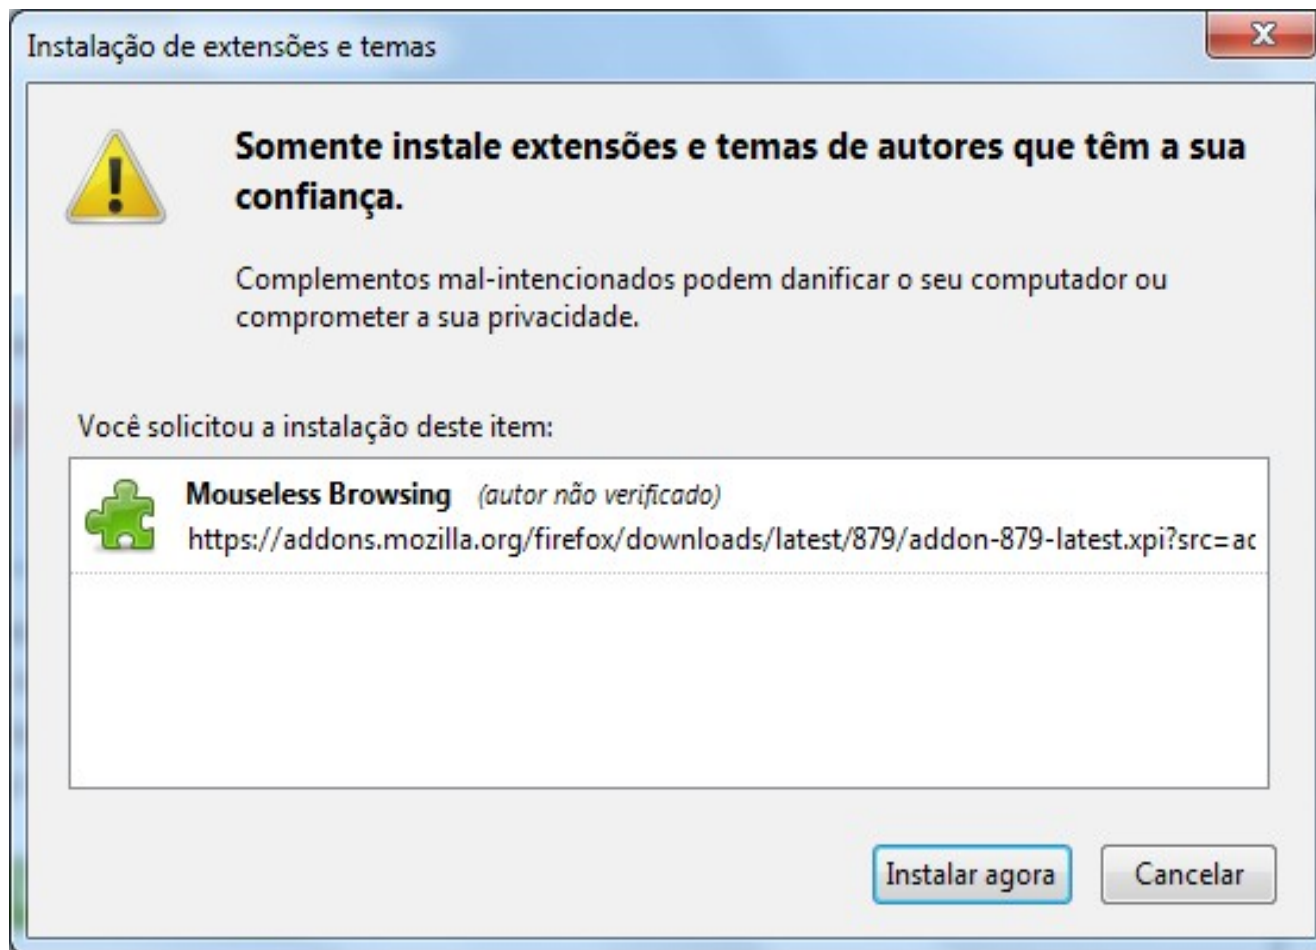 Instalação de extensões e temas
Somente instale extensões e temas de autores que têm a sua
confiança.
Complementos mal-intencionados podem danificar o seu computador ou
comprometer a sua privacidade.
Você solicitou a instalação deste item:
Mouseless Browsing (autor não verificado)
https://addons.mozilla.org/firefox/downloads/latest/879/addon-879-latest.xpi?src=ac
Instalar agora Cancelar